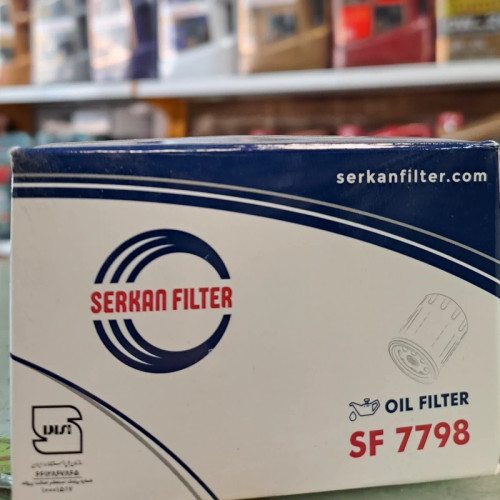 serkanfilter.com
SERKAN FILTER
OIL FILTER
SF 7798